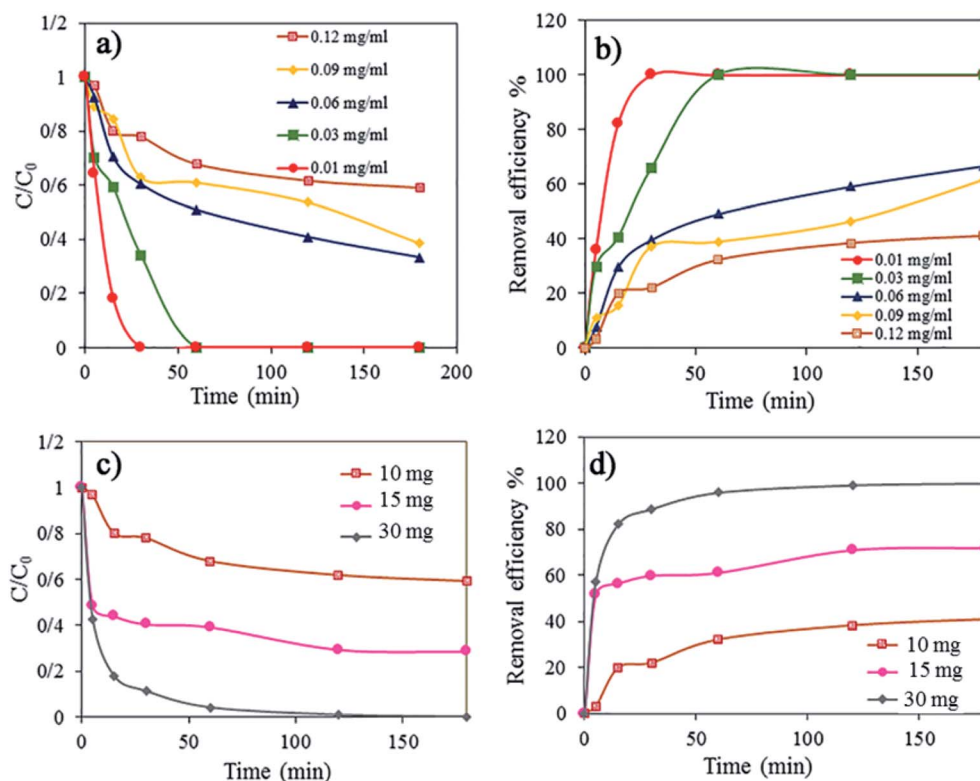 a)
1/2
1
0/8
0/6
0/4
0/2
0
C/C0
0.12 mg/ml
0.09 mg/ml
0.06 mg/ml
0.03 mg/ml
0.01 mg/ml
0 50 100 150 200
Time (min)
b)
120
100
80
60
40
20
0
Removal efficiency %
0.01 mg/ml
0.03 mg/ml
0.06 mg/ml
0.09 mg/ml
0.12 mg/ml
0 50 100 150
Time (min)
c)
1/2
1
0/8
0/6
0/4
0/2
0
C/C0
10 mg
15 mg
30 mg
0 50 100 150
Time (min)
d)
120
100
80
60
40
20
0
Removal efficiency %
10 mg
15 mg
30 mg
0 50 100 150
Time (min)